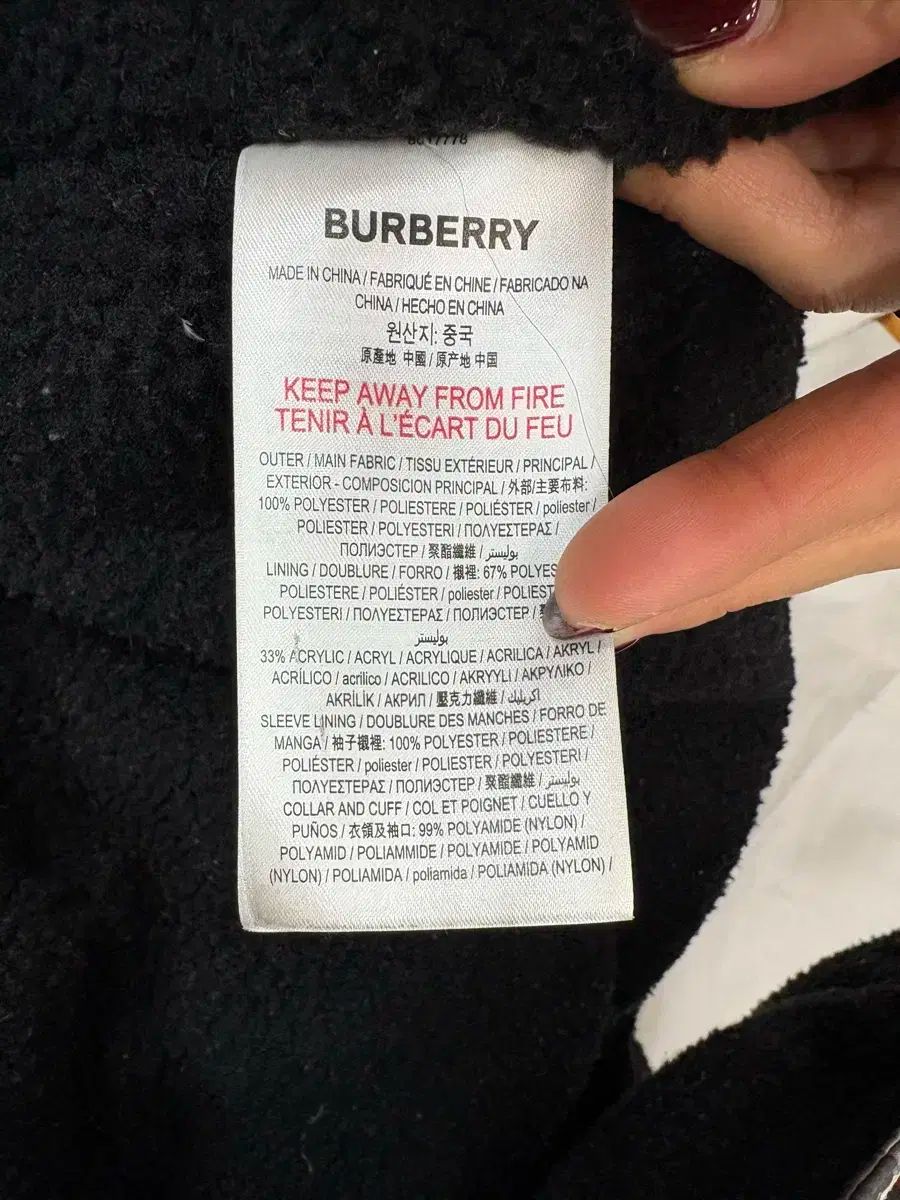 BURBERRY
MADE IN CHINA / FABRIQUÉ EN CHINE / FABRICADO NA
CHINA / HECHO EN CHINA
원산지: 중국
原產地 中國 / 原产地 中国
KEEP AWAY FROM FIRE
TENIR À L'ÉCART DU FEU
OUTER / MAIN FABRIC / TISSU EXTÉRIEUR / PRINCIPAL /
EXTERIOR - COMPOSICION PRINCIPAL / 外部/主要布料:
100% POLYESTER / POLIESTERE / POLIÉSTER / poliester /
POLIESTER / POLYESTERI / ΠΟΛΥΕΣΤΕΡΑΣ /
ПОЛИЭСТЕР / 聚酯纖維 / بوليستر
LINING / DOUBLURE / FORRO / 襯裡: 67%
POLIESTERE / POLIÉSTER / poliester /
POLYESTERI / ΠΟΛΥΕΣΤΕΡΑΣ / ПОЛИЭСТЕР /
بوليستر
33% ACRYLIC / ACRYL / ACRYLIQUE / ACRILICA / AKRYL /
ACRÍLICO / acrilico / ACRILICO / AKRYYLI / ΑΚΡΥΛΙΚΟ /
AKRİLİK / АКРИЛ / 壓克力纖維 / اكريليك
SLEEVE LINING / DOUBLURE DES MANCHES / FORRO DE
MANGA / 袖子襯裡: 100% POLYESTER / POLIESTERE /
POLIÉSTER / poliester / POLIESTER / POLYESTERI /
ΠΟΛΥΕΣΤΕΡΑΣ / ПОЛИЭСТЕР / 聚酯纖維 / بوليستر
COLLAR AND CUFF / COL ET POIGNET / CUELLO Y
PUÑOS / 衣領及袖口: 99% POLYAMIDE (NYLON) /
POLYAMID / POLIAMMIDE / POLYAMIDE / POLYAMID
(NYLON) / POLIAMIDA / poliamida / POLIAMIDA (NYLON) /